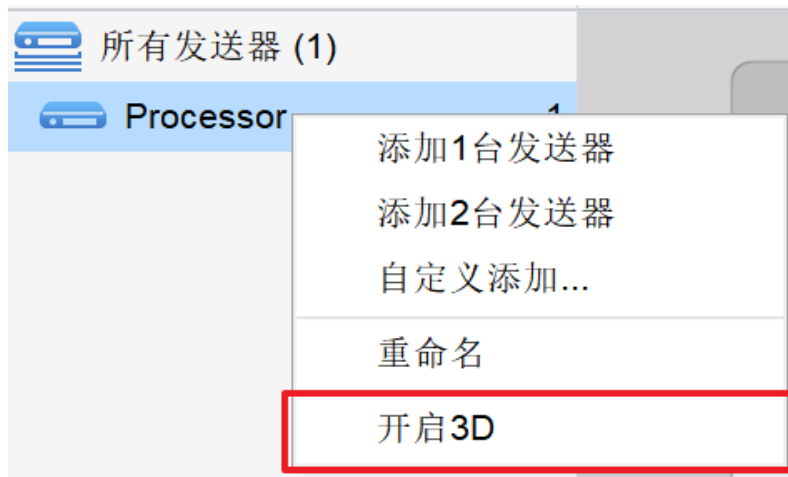 所有发送器 (1)
Processor 1
添加1台发送器
添加2台发送器
自定义添加...
重命名
开启3D